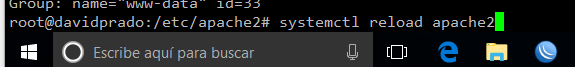 Group: name="www-data" id=33
root@davidprado:/etc/apache2# systemctl reload apache2
Escribe aquí para buscar